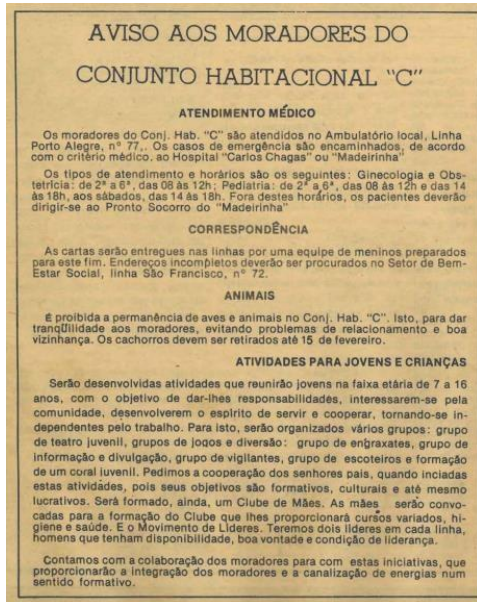 AVISO AOS MORADORES DO
CONJUNTO HABITACIONAL "C"
ATENDIMENTO MÉDICO
Os moradores do Conj. Hab. "C" são atendidos no Ambulatório local, Linha
Porto Alegre, nº 77,. Os casos de emergência são encaminhados, de acordo
com o critério médico, ao Hospital "Carlos Chagas" ou "Madeirinha"
Os tipos de atendimento e horários são os seguintes: Ginecologia e Obs-
tetrícia: de 2ª a 6ª, das 08 às 12h; Pediatria: de 2ª a 6ª, das 08 às 12h e das 14
às 18h, aos sábados, das 14 às 18h. Fora destes horários, os pacientes deverão
dirigir-se ao Pronto Socorro do "Madeirinha"
CORRESPONDÊNCIA
As cartas serão entregues nas linhas por uma equipe de meninos preparados
para este fim. Endereços incompletos deverão ser procurados no Setor de Bem-
Estar Social, linha São Francisco, nº 72.
ANIMAIS
É proibida a permanência de aves e animais no Conj. Hab. "C". Isto, para dar
tranqüilidade aos moradores, evitando problemas de relacionamento e boa
vizinhança. Os cachorros devem ser retirados até 15 de fevereiro.
ATIVIDADES PARA JOVENS E CRIANÇAS
Serão desenvolvidas atividades que reunirão jovens na faixa etária de 7 a 16
anos, com o objetivo de dar-lhes responsabilidades, interessarem-se pela
comunidade, desenvolverem o espírito de servir e cooperar, tornando-se in-
dependentes pelo trabalho. Para isto, serão organizados vários grupos: grupo
de teatro juvenil, grupos de jogos e diversão: grupo de engraxates, grupo de
informação e divulgação, grupo de vigilantes, grupo de escoteiros e formação
de um coral juvenil. Pedimos a cooperação dos senhores pais, quando inciadas
estas atividades, pois seus objetivos são formativos, culturais e até mesmo
lucrativos. Será formado, ainda, um Clube de Mães. As mães serão convo-
cadas para a formação do Clube que lhes proporcionará cursos variados, hi-
giene e saúde. E o Movimento de Líderes. Teremos dois líderes em cada linha,
homens que tenham disponibilidade, boa vontade e condição de liderança.
Contamos com a colaboração dos moradores para com estas iniciativas, que
proporcionarão a integração dos moradores e a canalização de energias num
sentido formativo.